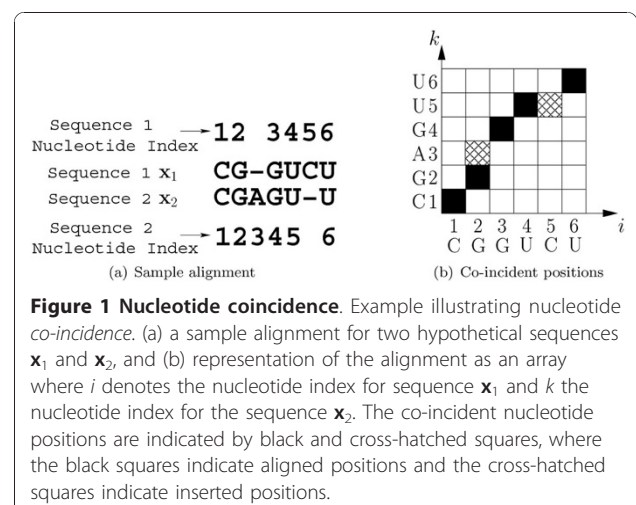 Sequence 1
Nucleotide Index
12 3456
Sequence 1 x₁
CG-GUCU
Sequence 2 x₂
CGAGU-U
Sequence 2
Nucleotide Index
12345 6
(a) Sample alignment
k
U6
U5
G4
A3
G2
C1
1 2 3 4 5 6 i
C G G U C U
(b) Co-incident positions
Figure 1 Nucleotide coincidence. Example illustrating nucleotide
co-incidence. (a) a sample alignment for two hypothetical sequences
x₁ and x₂, and (b) representation of the alignment as an array
where i denotes the nucleotide index for sequence x₁ and k the
nucleotide index for the sequence x₂. The co-incident nucleotide
positions are indicated by black and cross-hatched squares, where
the black squares indicate aligned positions and the cross-hatched
squares indicate inserted positions.